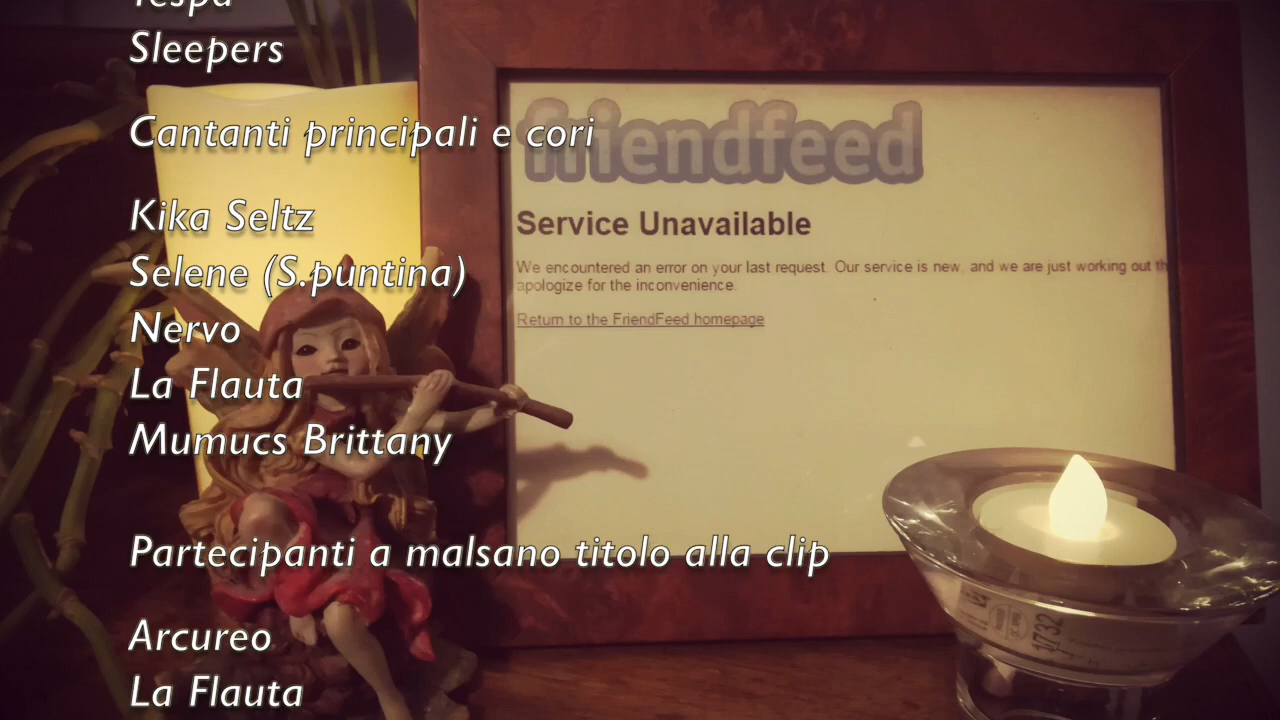 Sleepers
Cantanti principali e cori
Kika Seltz
Selene (S.puntina)
Nervo
La Flauta
Mumucs Brittany
Partecipanti a malsano titolo alla clip
Arcureo
La Flauta
friendfeed
Service Unavailable
We encountered an error on your last request. Our service is new, and we are just working out
apologize for the inconvenience.
Return to the FriendFeed homepage
1732